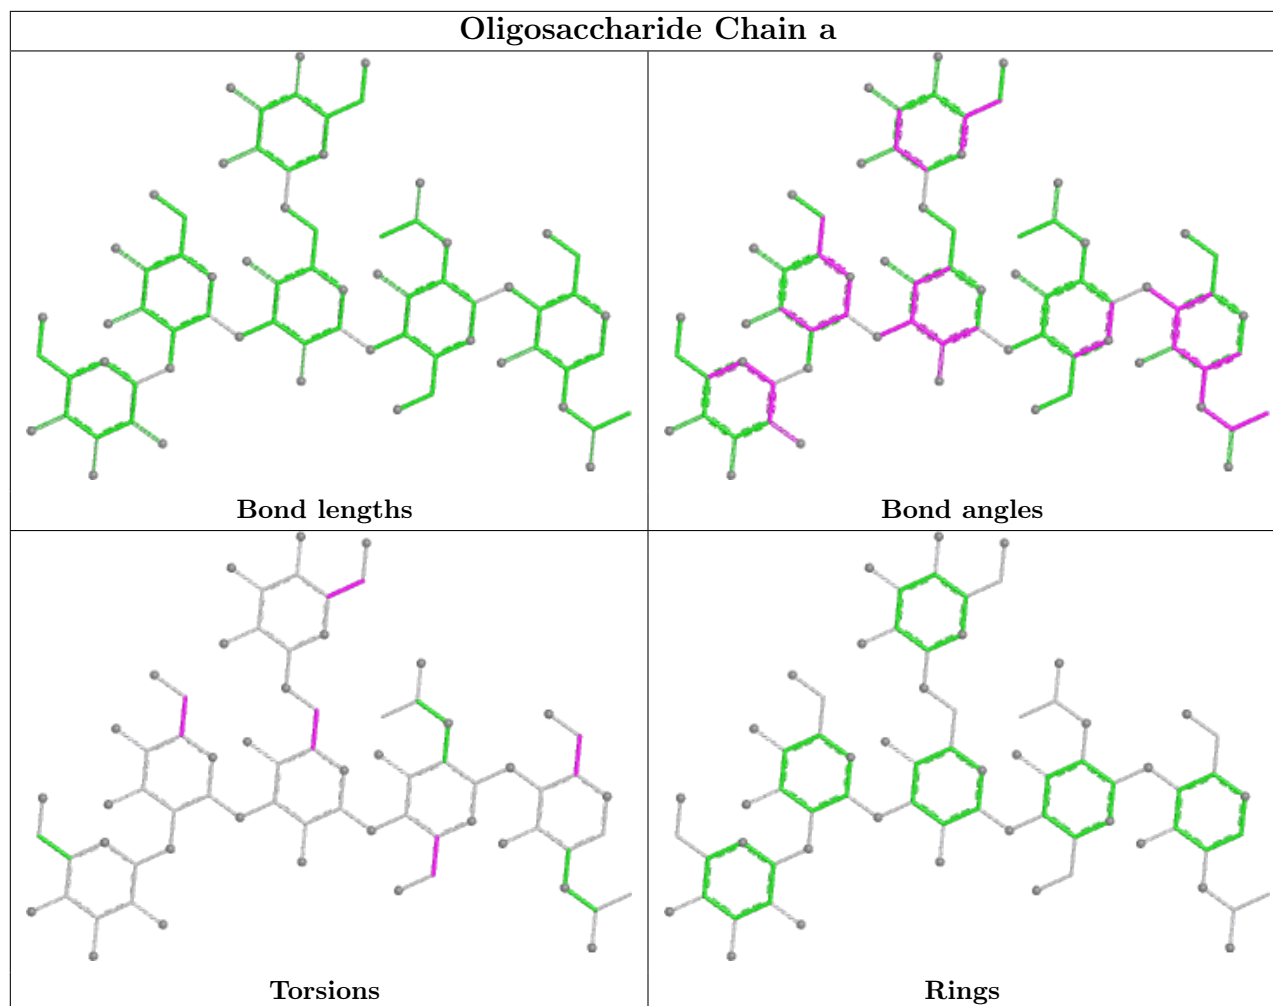 Oligosaccharide Chain a
Bond lengths
Bond angles
Torsions
Rings